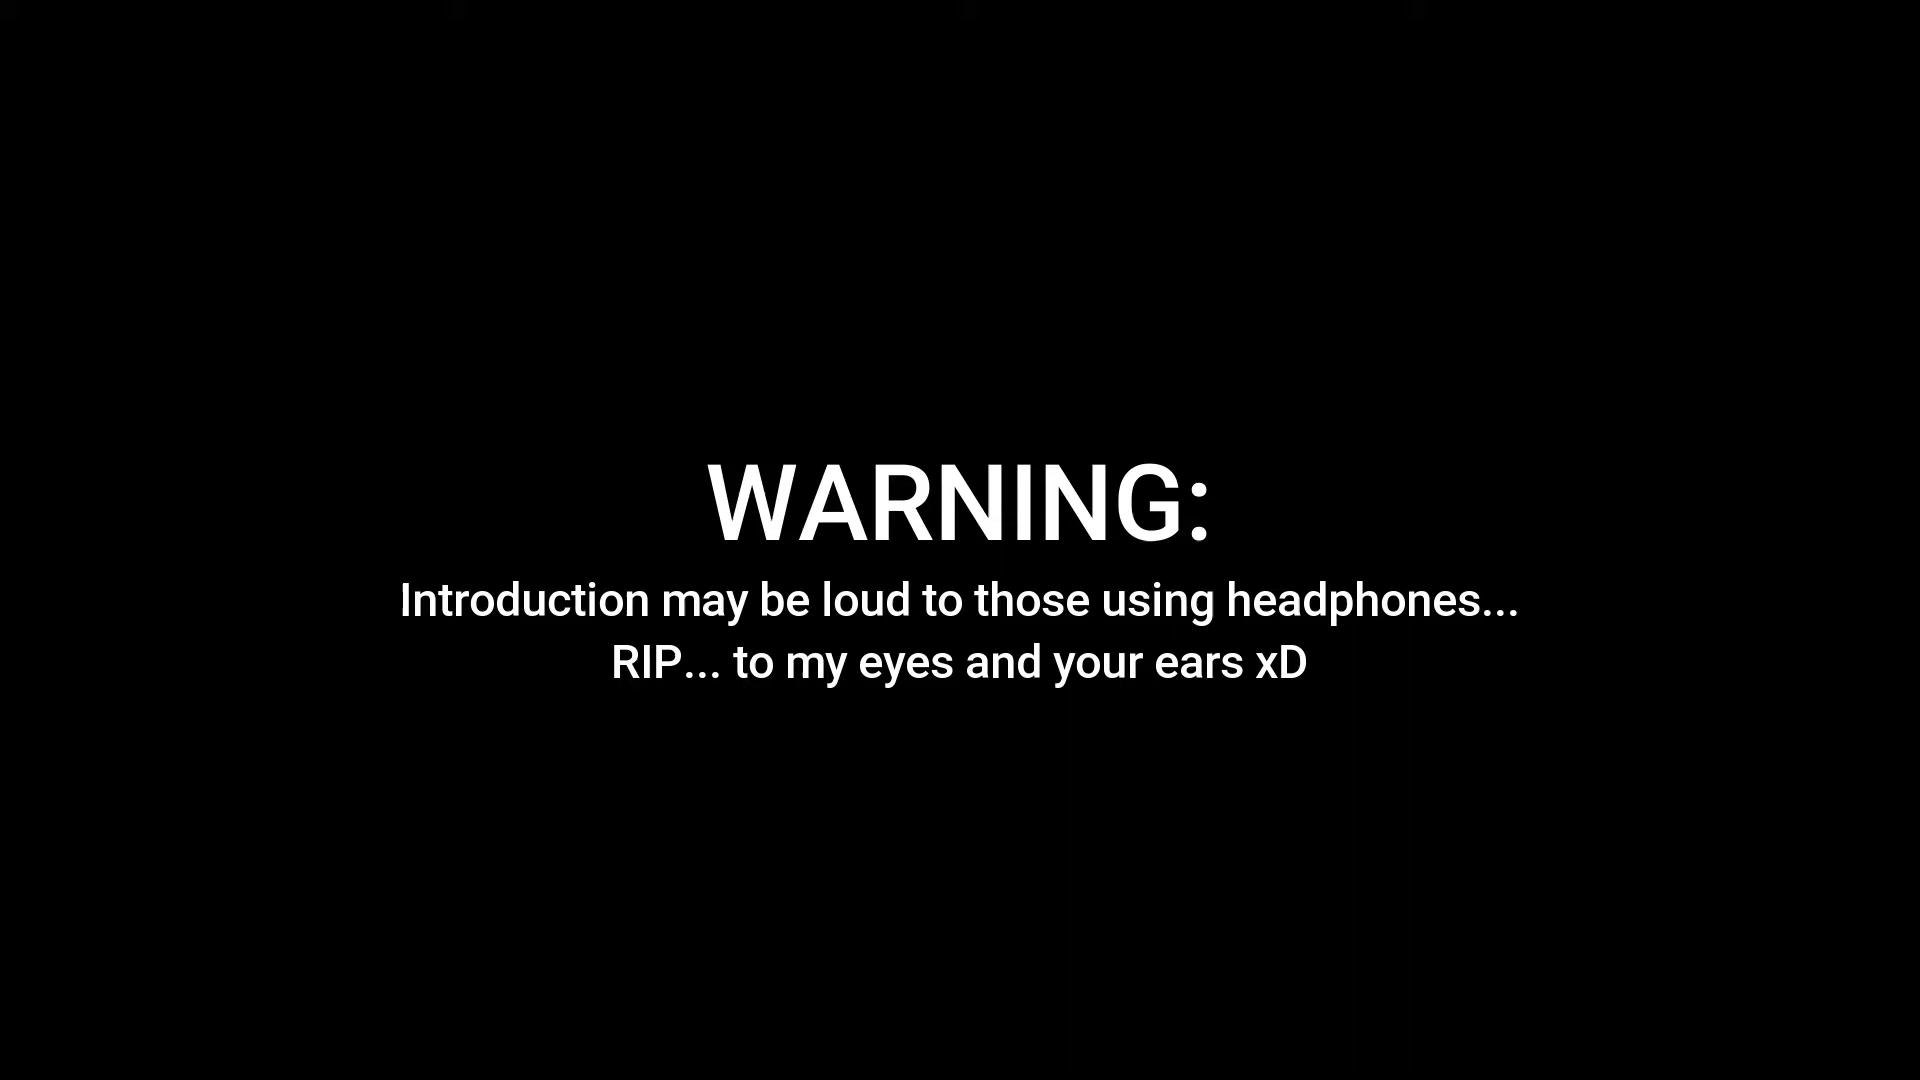 WARNING:
Introduction may be loud to those using headphones...
RIP... to my eyes and your ears xD